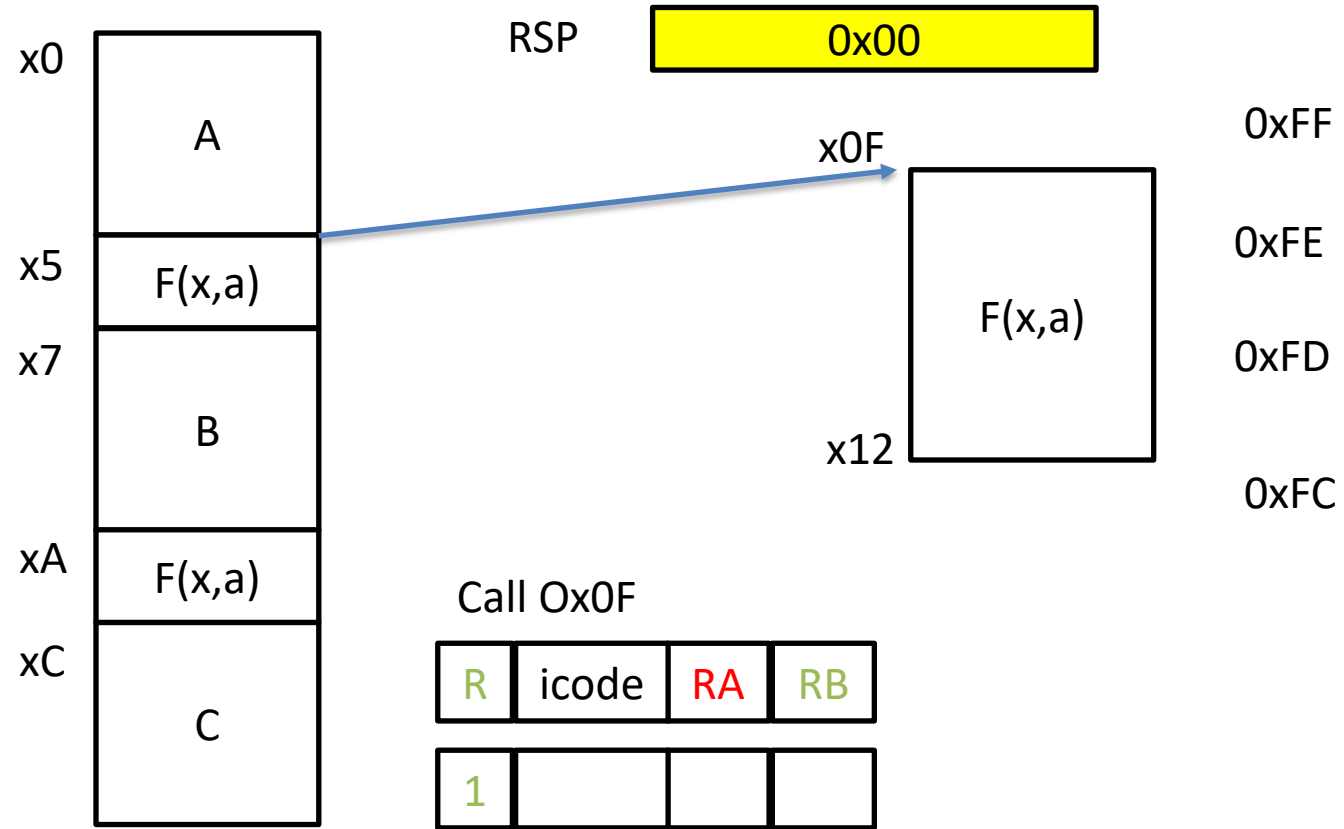 RSP 0x00
x0
A
x5
F(x,a)
x7
B
xA
F(x,a)
xC
C
x0F
F(x,a)
x12
0xFF
0xFE
0xFD
0xFC
Call Ox0F
R icode RA RB
1